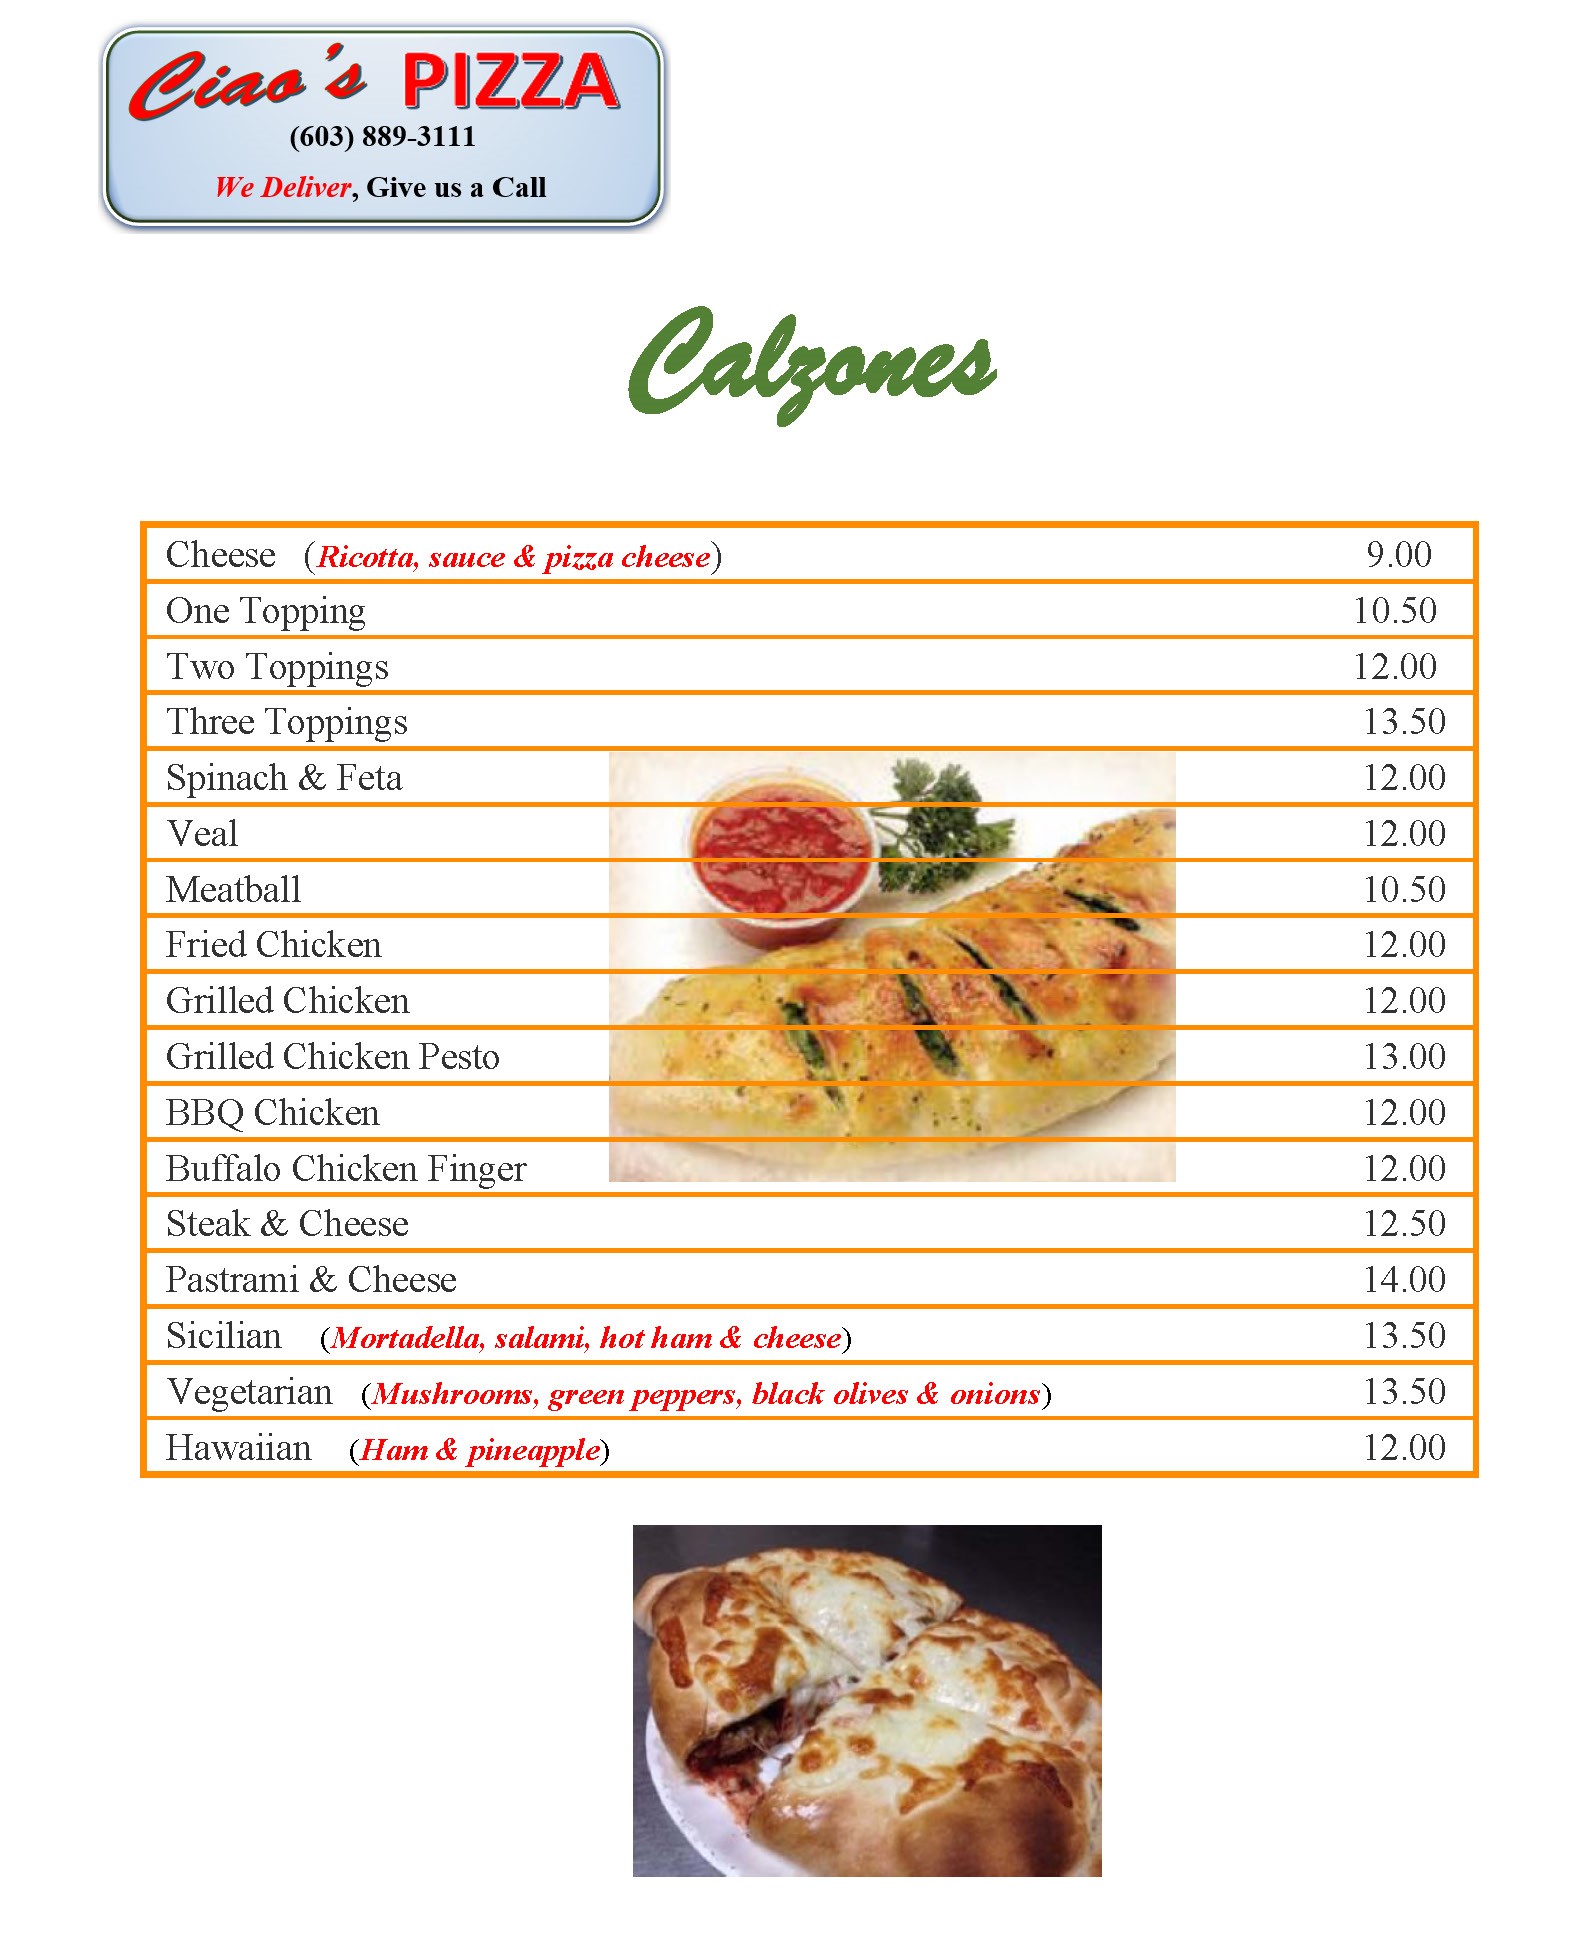 Ciao's PIZZA
(603) 889-3111
We Deliver, Give us a Call
Calzones
Cheese (Ricotta, sauce & pizza cheese) 9.00
One Topping 10.50
Two Toppings 12.00
Three Toppings 13.50
Spinach & Feta 12.00
Veal 12.00
Meatball 10.50
Fried Chicken 12.00
Grilled Chicken 12.00
Grilled Chicken Pesto 13.00
BBQ Chicken 12.00
Buffalo Chicken Finger 12.00
Steak & Cheese 12.50
Pastrami & Cheese 14.00
Sicilian (Mortadella, salami, hot ham & cheese) 13.50
Vegetarian (Mushrooms, green peppers, black olives & onions) 13.50
Hawaiian (Ham & pineapple) 12.00